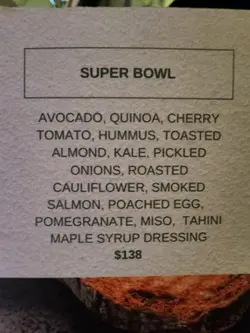 SUPER BOWL
AVOCADO, QUINOA, CHERRY
TOMATO, HUMMUS, TOASTED
ALMOND, KALE, PICKLED
ONIONS, ROASTED
CAULIFLOWER, SMOKED
SALMON, POACHED EGG,
POMEGRANATE, MISO, TAHINI
MAPLE SYRUP DRESSING
$138